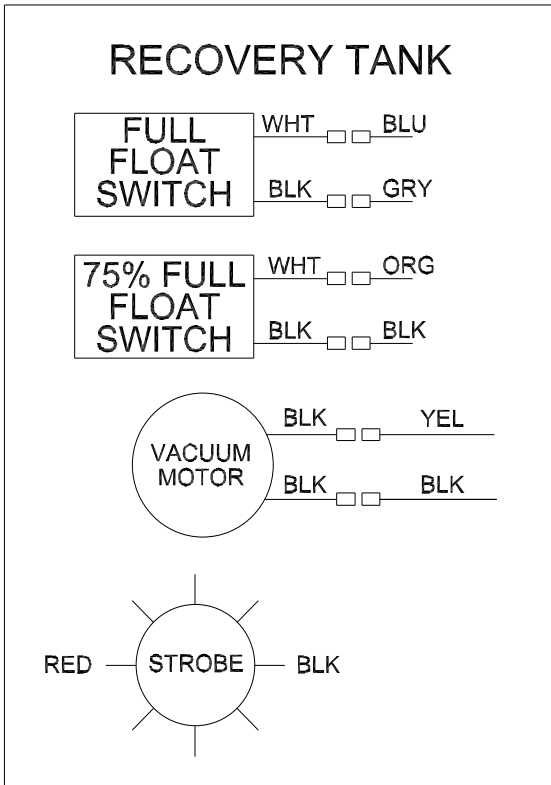 RECOVERY TANK
FULL
FLOAT
SWITCH
WHT
BLU
BLK
GRY
75% FULL
FLOAT
SWITCH
WHT
ORG
BLK
BLK
VACUUM
MOTOR
BLK
YEL
BLK
BLK
RED
STROBE
BLK